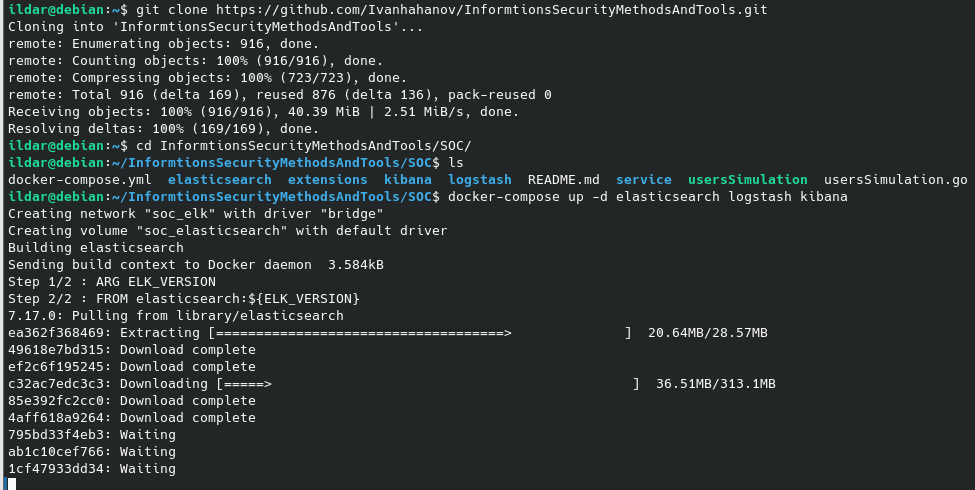 ildar@debian:~$ git clone https://github.com/Ivanhahanov/InformtionsSecurityMethodsAndTools.git
Cloning into 'InformtionsSecurityMethodsAndTools'...
remote: Enumerating objects: 916, done.
remote: Counting objects: 100% (916/916), done.
remote: Compressing objects: 100% (723/723), done.
remote: Total 916 (delta 169), reused 876 (delta 136), pack-reused 0
Receiving objects: 100% (916/916), 40.39 MiB | 2.51 MiB/s, done.
Resolving deltas: 100% (169/169), done.
ildar@debian:~$ cd InformtionsSecurityMethodsAndTools/SOC/
ildar@debian:~/InformtionsSecurityMethodsAndTools/SOC$ ls
docker-compose.yml  elasticsearch  extensions  kibana  logstash  README.md  service  usersSimulation  usersSimulation.go
ildar@debian:~/InformtionsSecurityMethodsAndTools/SOC$ docker-compose up -d elasticsearch logstash kibana
Creating network "soc_elk" with driver "bridge"
Creating volume "soc_elasticsearch" with default driver
Building elasticsearch
Sending build context to Docker daemon  3.584kB
Step 1/2 : ARG ELK_VERSION
Step 2/2 : FROM elasticsearch:${ELK_VERSION}
7.17.0: Pulling from library/elasticsearch
ea362f368469: Extracting [====================================>              ]  20.64MB/28.57MB
49618e7bd315: Download complete
ef2c6f195245: Download complete
c32ac7edc3c3: Downloading [=====>                                             ]  36.51MB/313.1MB
85e392fc2cc0: Download complete
4aff618a9264: Download complete
795bd33f4eb3: Waiting
ab1c10cef766: Waiting
1cf47933dd34: Waiting